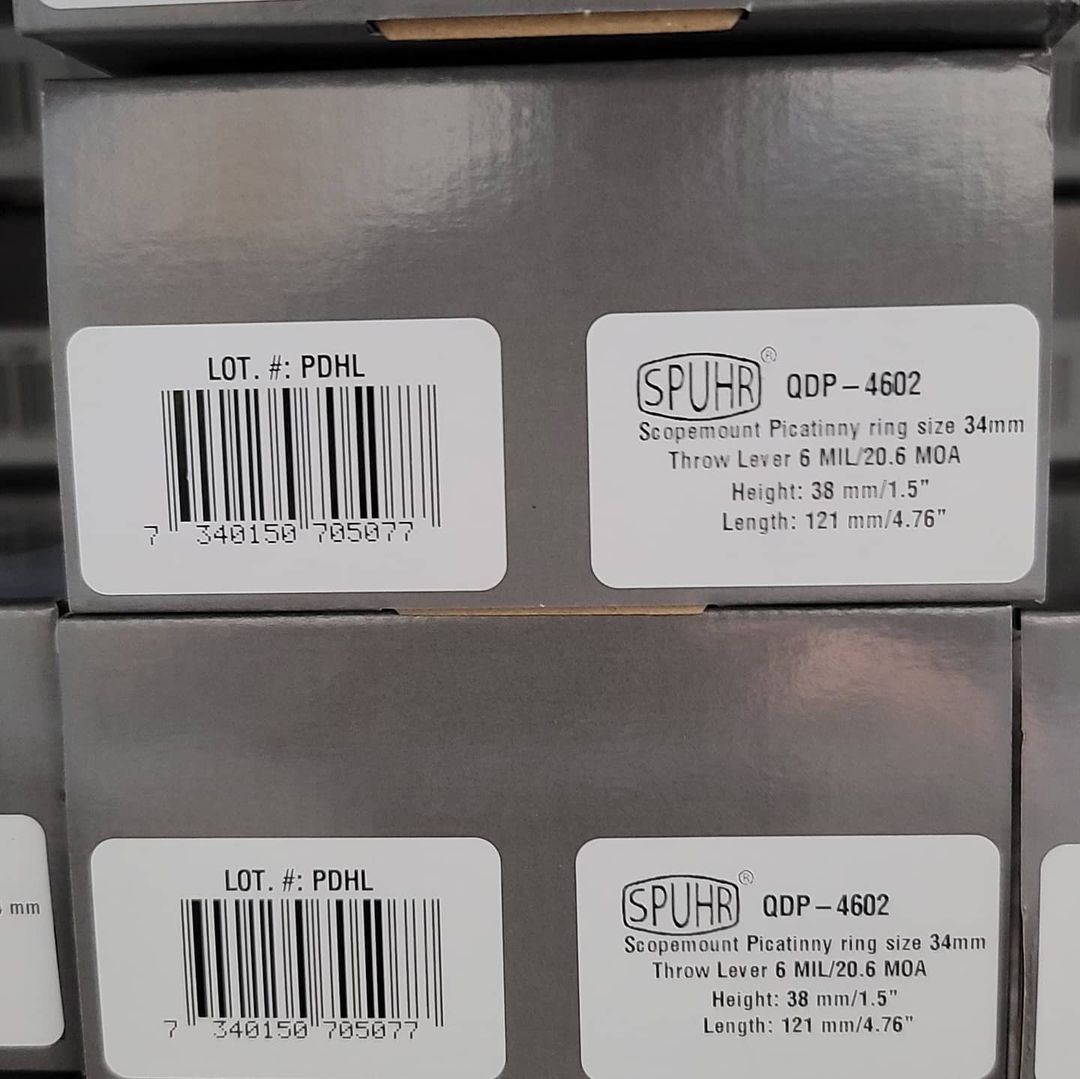 LOT. #: PDHL
7 340150 705077
SPUHR® QDP-4602
Scopemount Picatinny ring size 34mm
Throw Lever 6 MIL/20.6 MOA
Height: 38 mm/1.5"
Length: 121 mm/4.76"
mm
LOT. #: PDHL
7 340150 705077
SPUHR® QDP-4602
Scopemount Picatinny ring size 34mm
Throw Lever 6 MIL/20.6 MOA
Height: 38 mm/1.5"
Length: 121 mm/4.76"